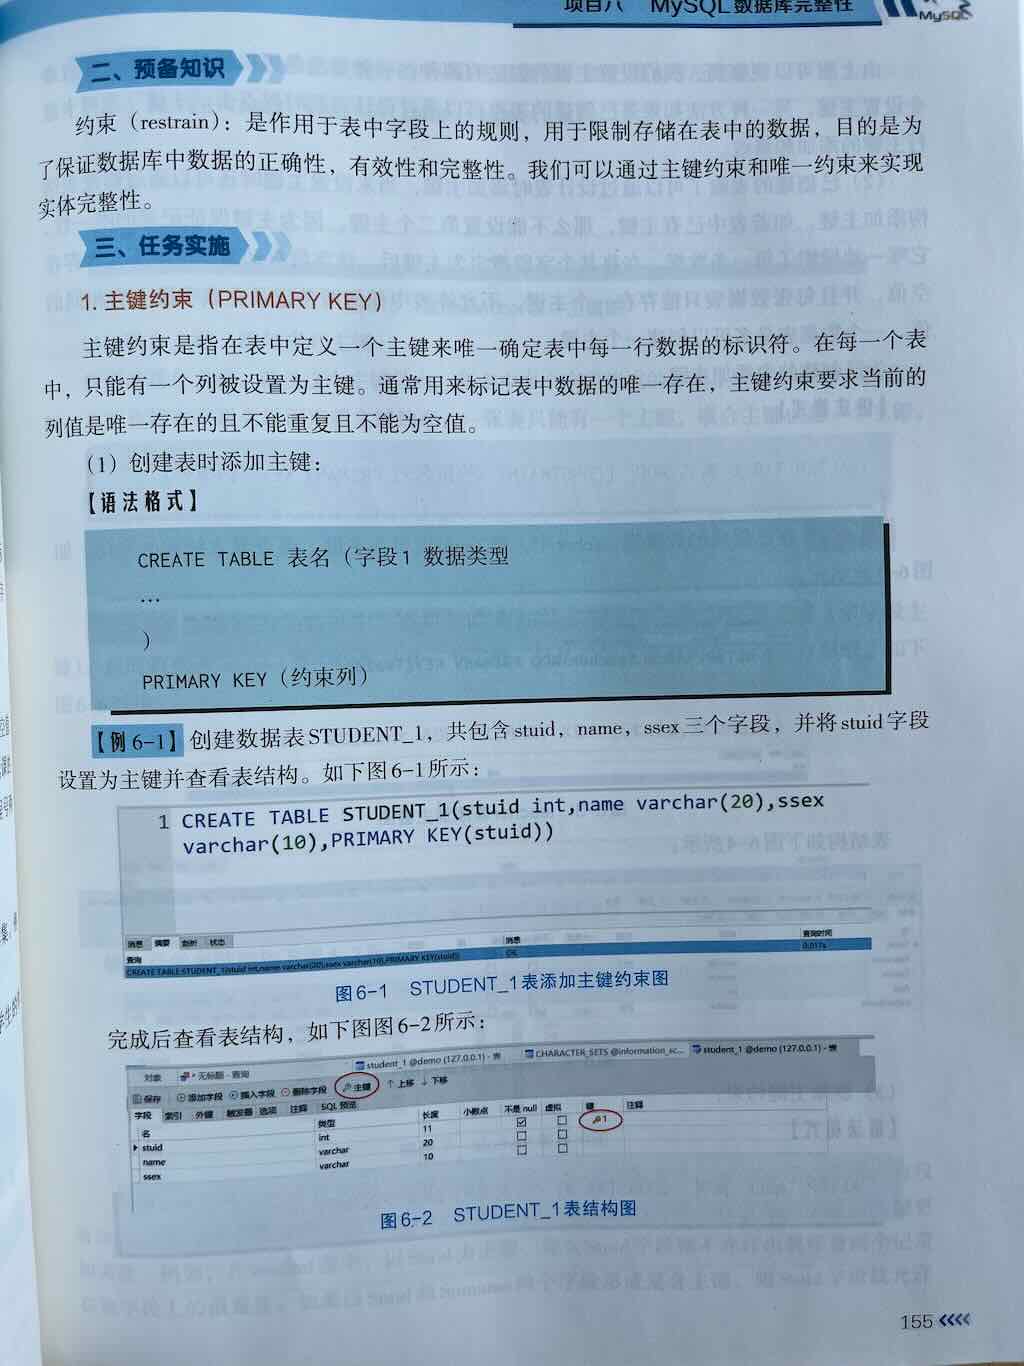 项目八 MySQL数据库完整性
MySQL
二、预备知识
约束（restrain）：是作用于表中字段上的规则，用于限制存储在表中的数据，目的是为
了保证数据库中数据的正确性，有效性和完整性。我们可以通过主键约束和唯一约束来实现
实体完整性。
三、任务实施
1. 主键约束（PRIMARY KEY）
主键约束是指在表中定义一个主键来唯一确定表中每一行数据的标识符。在每一个表
中，只能有一个列被设置为主键。通常用来标记表中数据的唯一存在，主键约束要求当前的
列值是唯一存在的且不能重复且不能为空值。
（1）创建表时添加主键：
【语法格式】
CREATE TABLE 表名（字段1 数据类型
…
）
PRIMARY KEY（约束列）
【例 6-1】创建数据表STUDENT_1，共包含stuid，name，ssex三个字段，并将stuid字段
设置为主键并查看表结构。如下图6-1所示：
1 CREATE TABLE STUDENT_1(stuid int,name varchar(20),ssex
varchar(10),PRIMARY KEY(stuid))
消息 摘要 剖析 状态
查询 消息 查询时间
CREATE TABLE STUDENT_1(stuid int,name varchar(20),ssex varchar(10),PRIMARY KEY(stuid)) OK 0.017s
图6-1 STUDENT_1表添加主键约束图
完成后查看表结构，如下图图6-2所示：
对象 * 无标题 - 查询 student_1 @demo (127.0.0.1) - 表 CHARACTER_SETS @information_sc... student_1 @demo (127.0.0.1) - 表
保存 添加字段 插入字段 删除字段 主键 ↑上移 ↓下移
字段 索引 外键 触发器 选项 注释 SQL 预览
名 类型 长度 小数点 不是 null 虚拟 键 注释
stuid int 11 1
name varchar 20
ssex varchar 10
图6-2 STUDENT_1表结构图
155